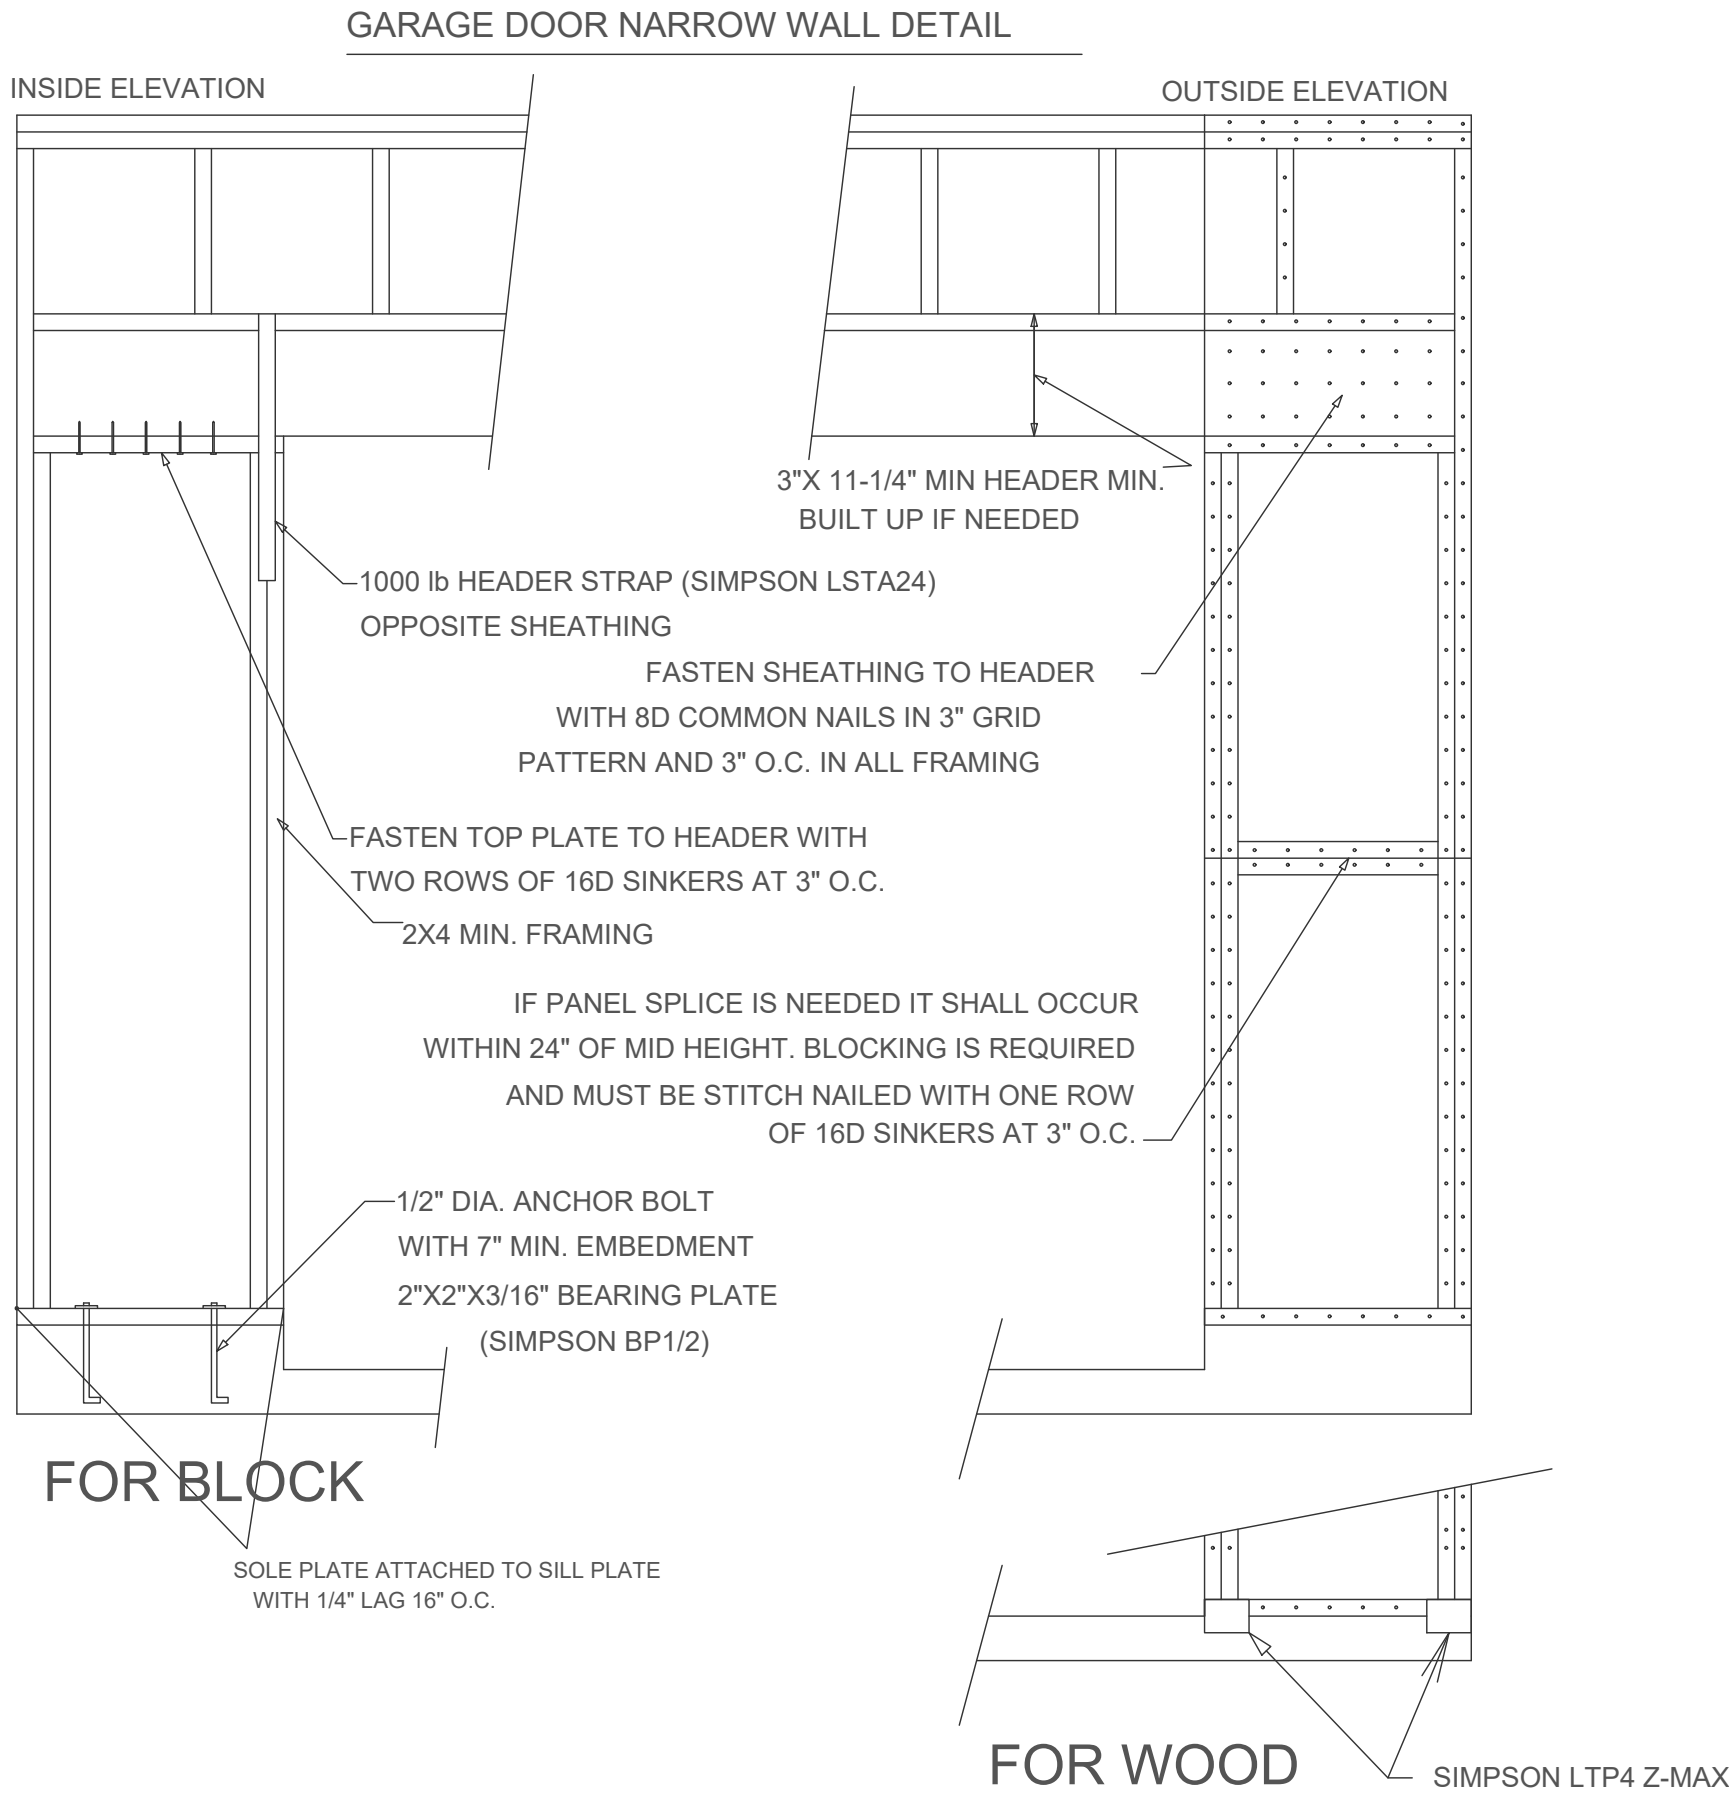 GARAGE DOOR NARROW WALL DETAIL
INSIDE ELEVATION
OUTSIDE ELEVATION
3"X 11-1/4" MIN HEADER MIN.
BUILT UP IF NEEDED
1000 lb HEADER STRAP (SIMPSON LSTA24)
OPPOSITE SHEATHING
FASTEN SHEATHING TO HEADER
WITH 8D COMMON NAILS IN 3" GRID
PATTERN AND 3" O.C. IN ALL FRAMING
FASTEN TOP PLATE TO HEADER WITH
TWO ROWS OF 16D SINKERS AT 3" O.C.
2X4 MIN. FRAMING
IF PANEL SPLICE IS NEEDED IT SHALL OCCUR
WITHIN 24" OF MID HEIGHT. BLOCKING IS REQUIRED
AND MUST BE STITCH NAILED WITH ONE ROW
OF 16D SINKERS AT 3" O.C.
1/2" DIA. ANCHOR BOLT
WITH 7" MIN. EMBEDMENT
2"X2"X3/16" BEARING PLATE
(SIMPSON BP1/2)
FOR BLOCK
SOLE PLATE ATTACHED TO SILL PLATE
WITH 1/4" LAG 16" O.C.
FOR WOOD
SIMPSON LTP4 Z-MAX